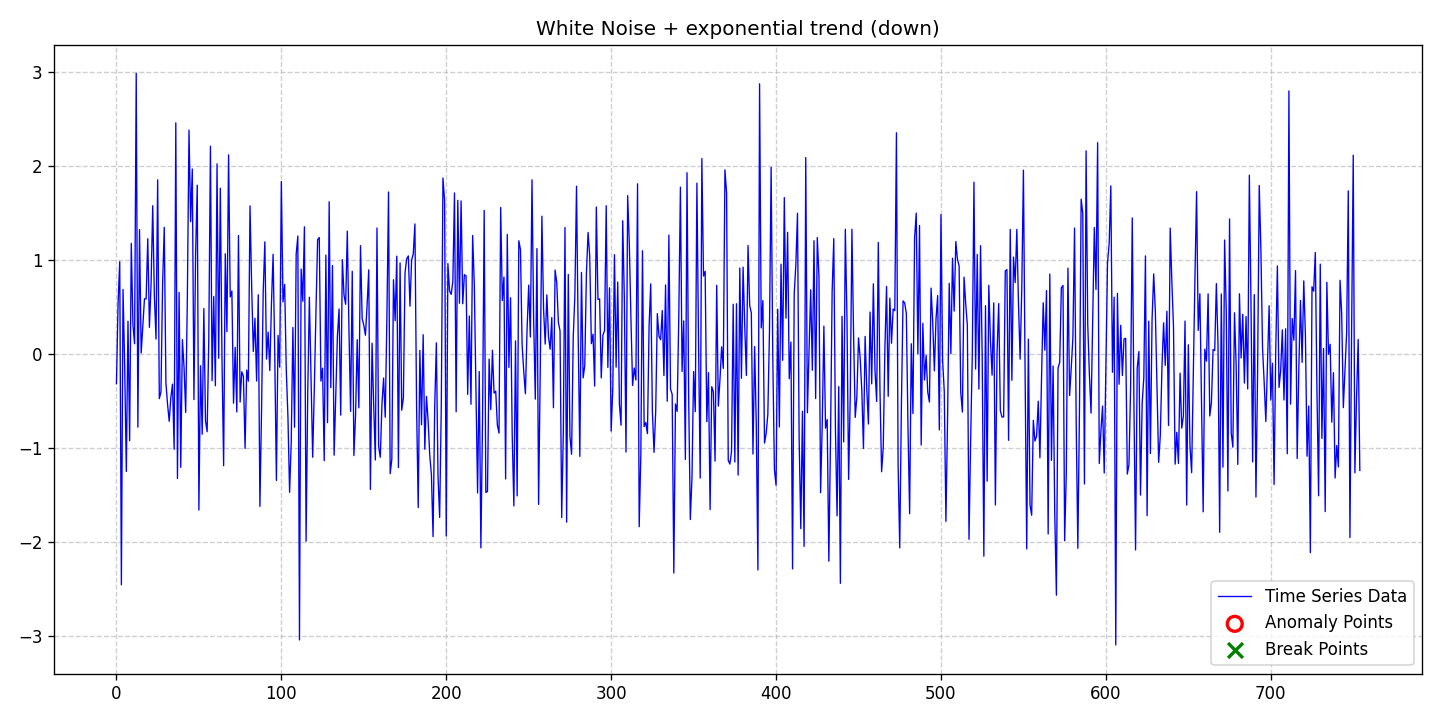 White Noise + exponential trend (down)
3
2
1
0
−1
−2
−3
0 100 200 300 400 500 600 700
Time Series Data
Anomaly Points
Break Points